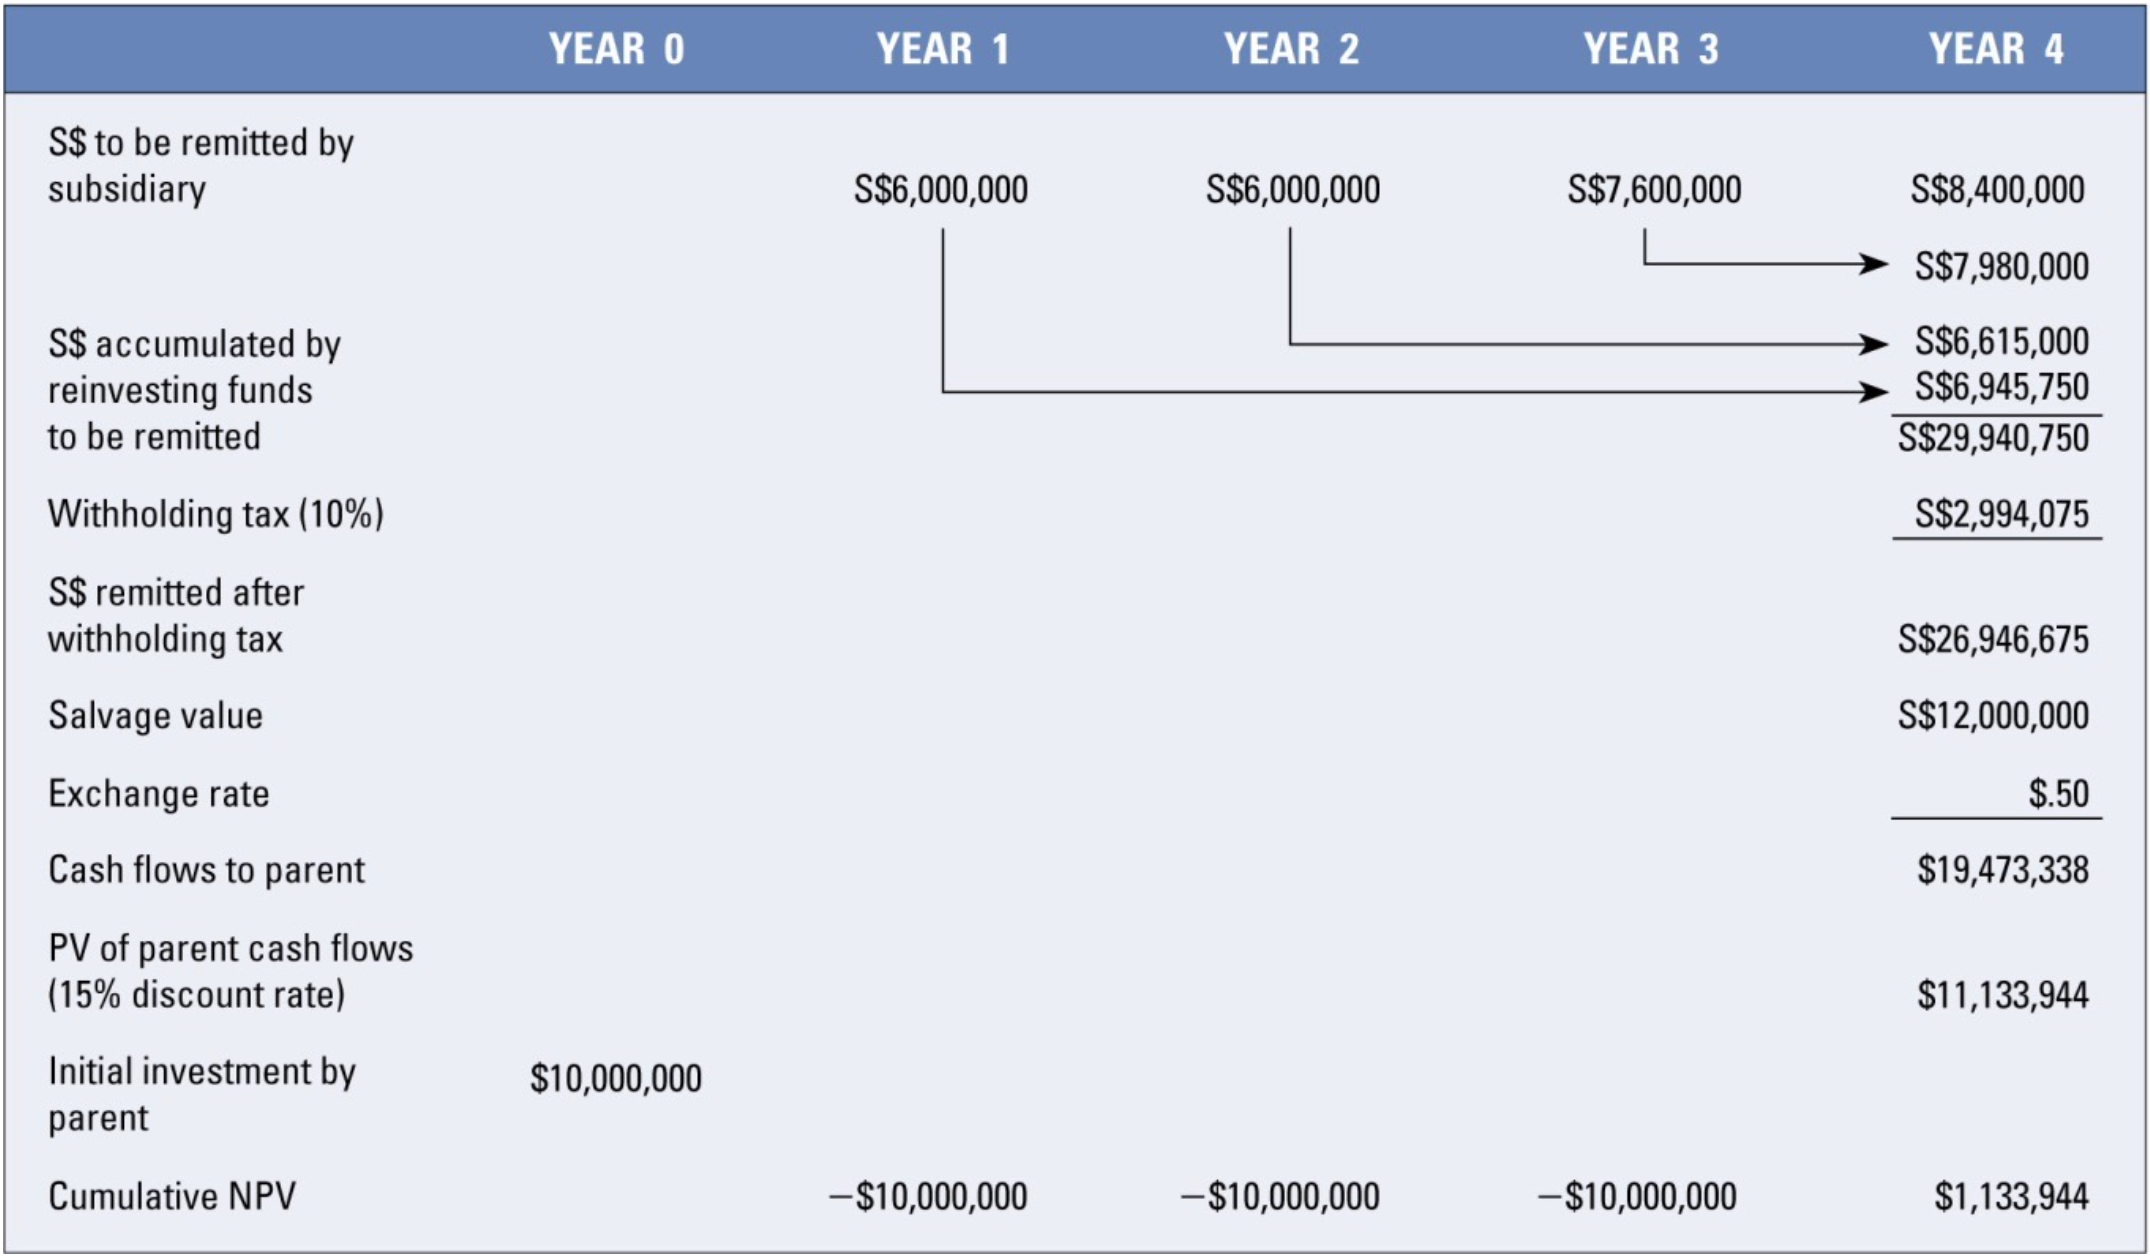 YEAR 0 YEAR 1 YEAR 2 YEAR 3 YEAR 4
S$ to be remitted by
subsidiary S$6,000,000 S$6,000,000 S$7,600,000 S$8,400,000
S$7,980,000
S$ accumulated by S$6,615,000
reinvesting funds S$6,945,750
to be remitted S$29,940,750
Withholding tax (10%) S$2,994,075
S$ remitted after
withholding tax S$26,946,675
Salvage value S$12,000,000
Exchange rate $.50
Cash flows to parent $19,473,338
PV of parent cash flows
(15% discount rate) $11,133,944
Initial investment by $10,000,000
parent
Cumulative NPV –$10,000,000 –$10,000,000 –$10,000,000 $1,133,944